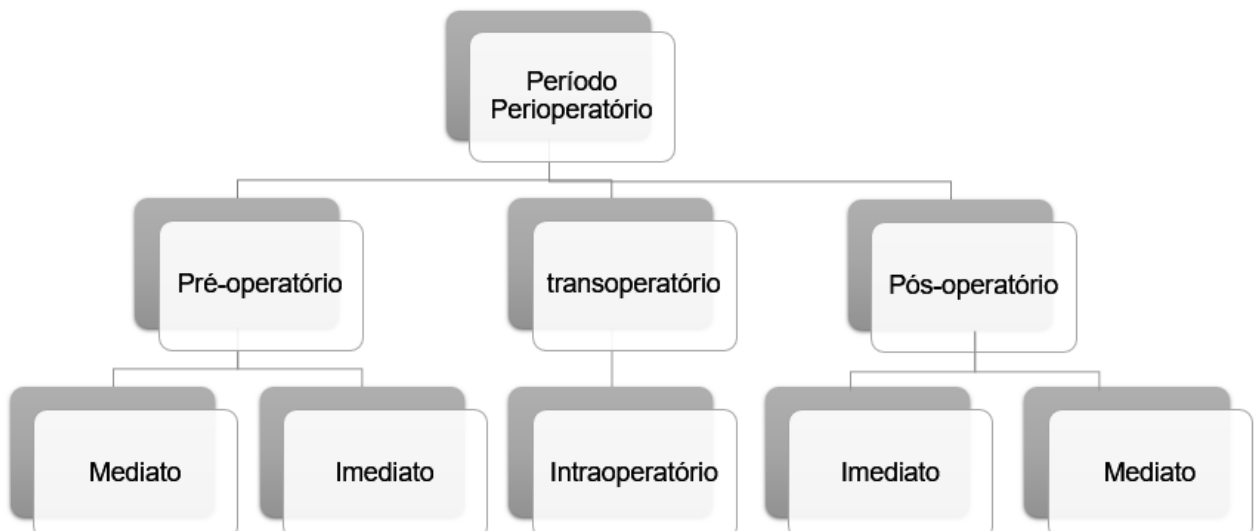 Período
Perioperatório
Pré-operatório
transoperatório
Pós-operatório
Mediato
Imediato
Intraoperatório
Imediato
Mediato